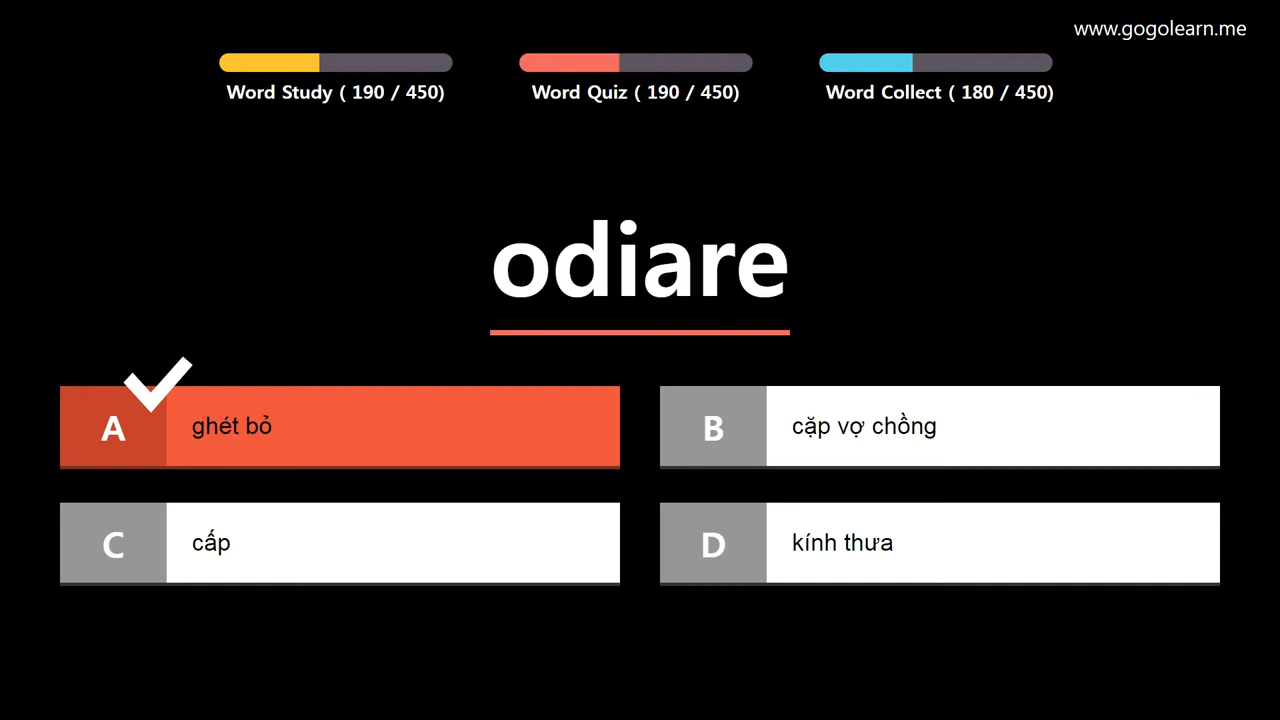 www.gogolearn.me
Word Study ( 190 / 450)
Word Quiz ( 190 / 450)
Word Collect ( 180 / 450)
odiare
A ghét bỏ
B cặp vợ chồng
C cấp
D kính thưa